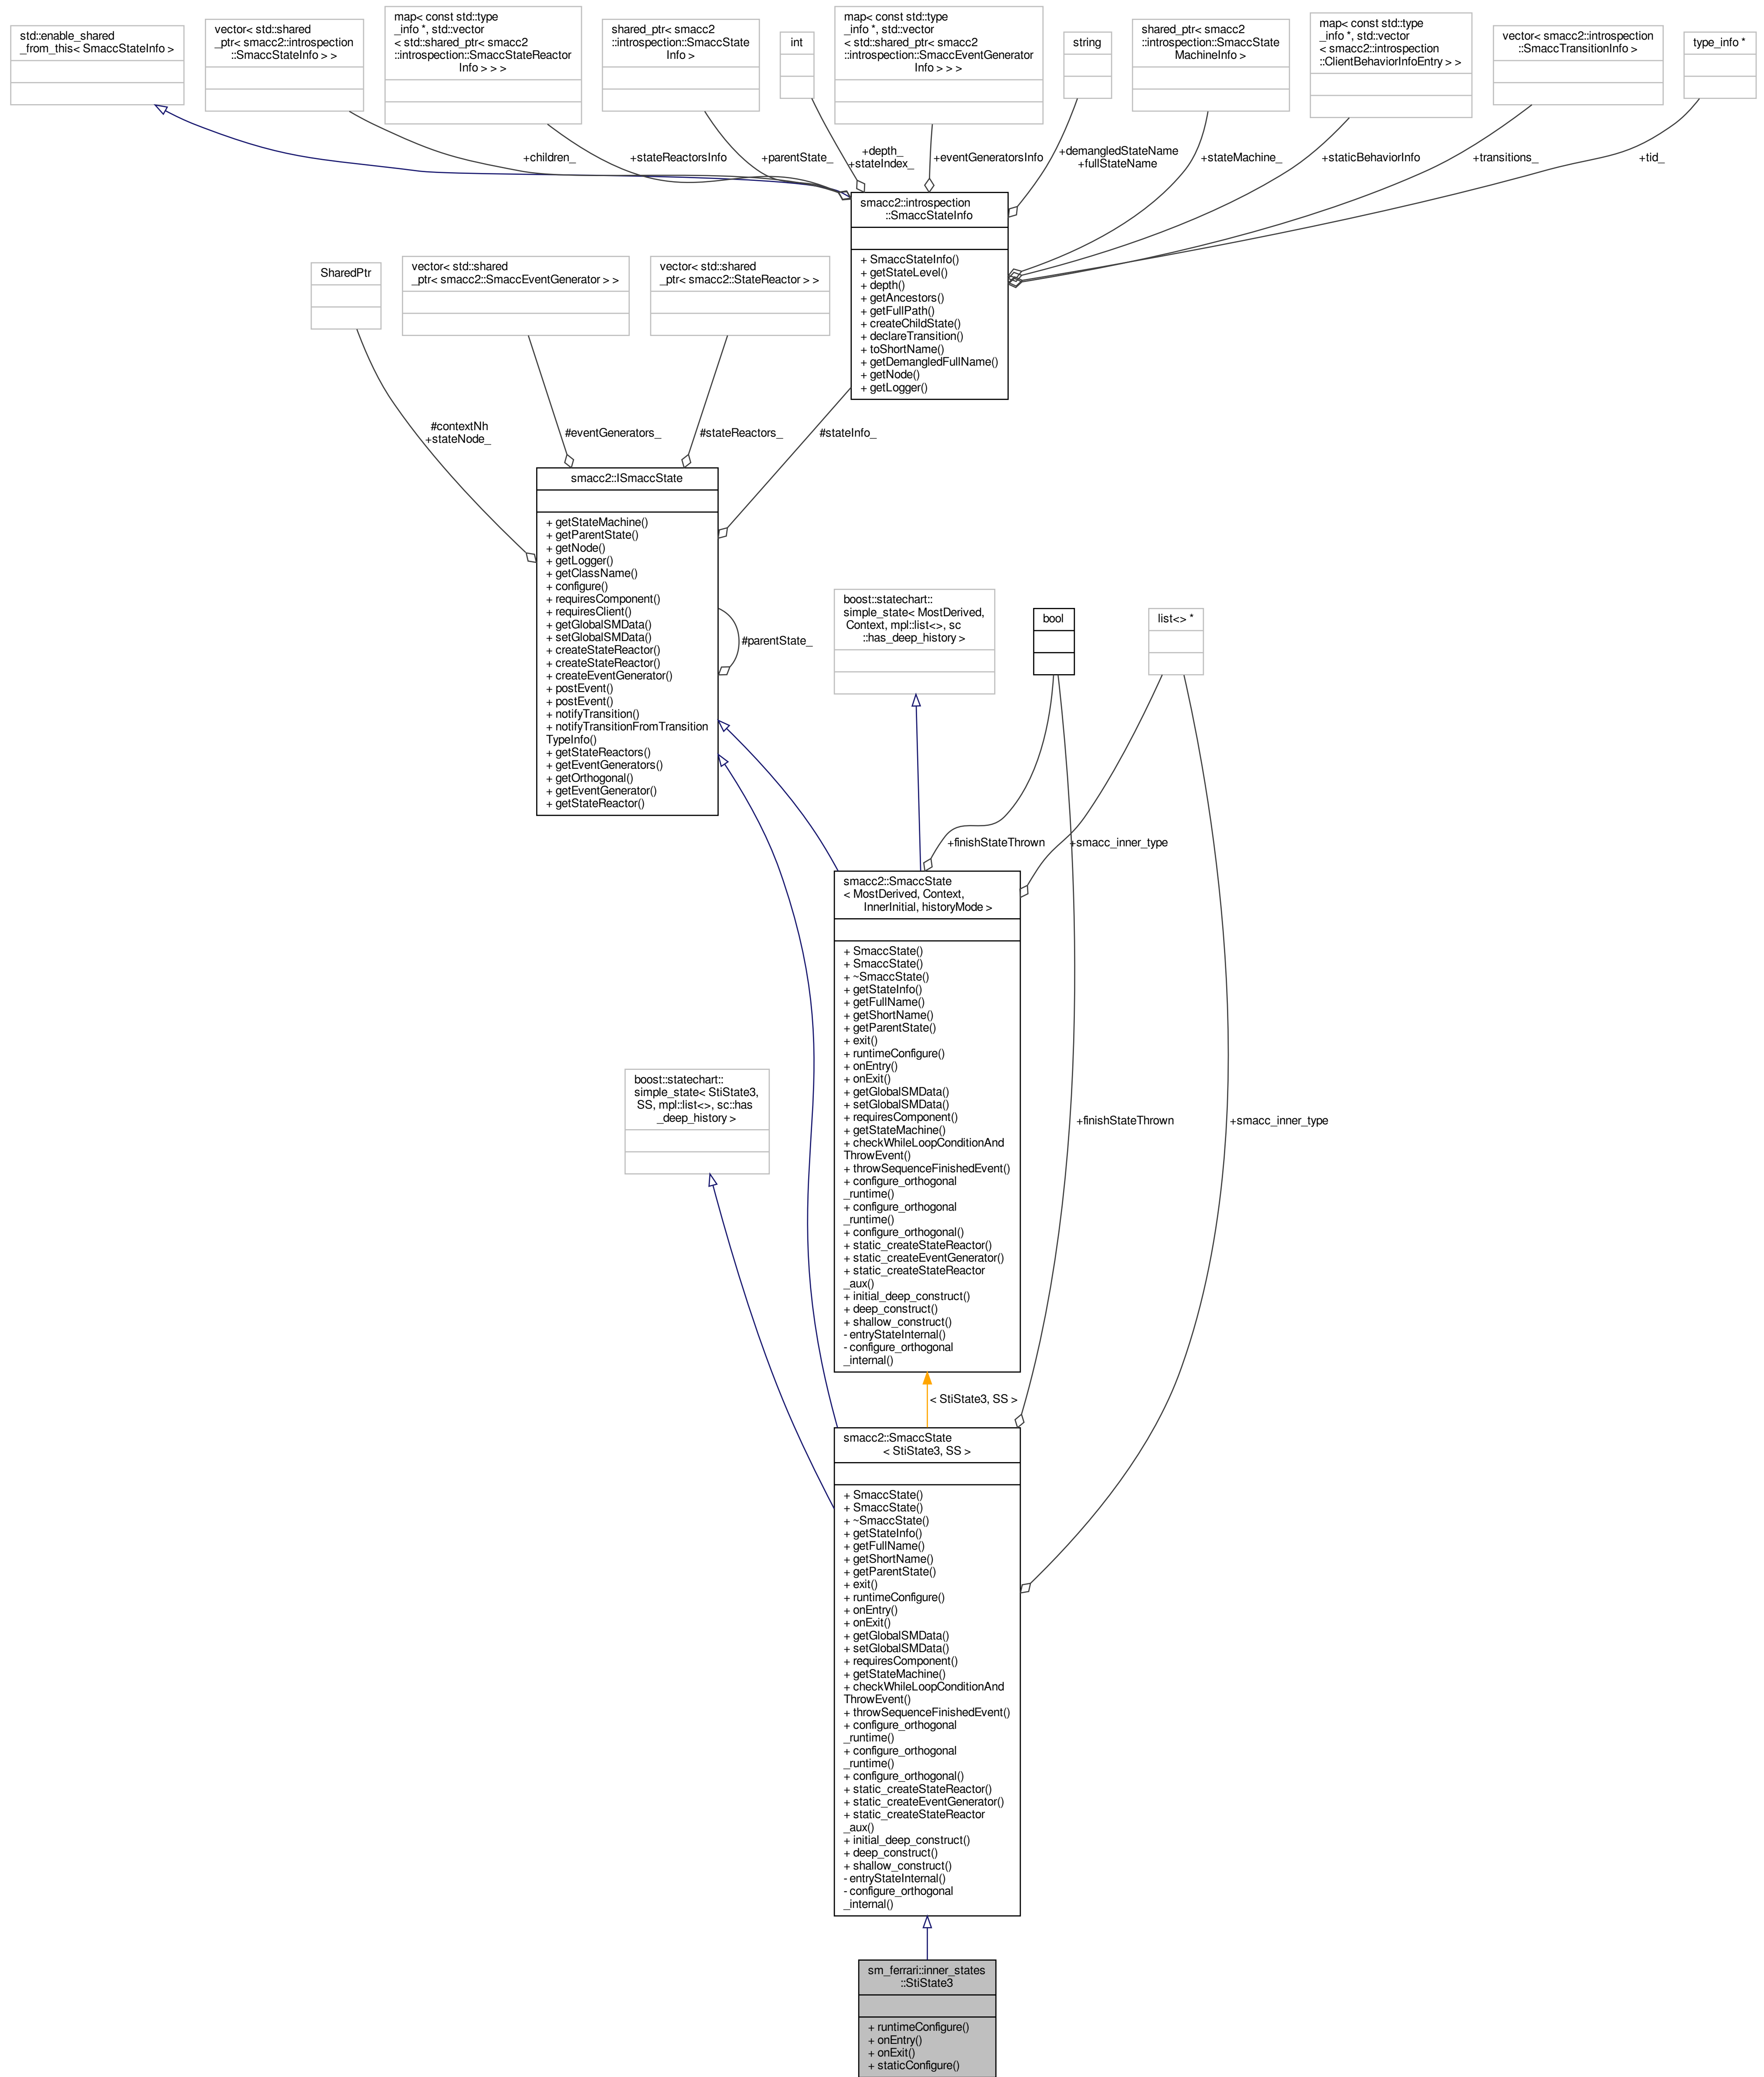 std::enable_shared
_from_this< SmaccStateInfo >
vector< std::shared
_ptr< smacc2::introspection
::SmaccStateInfo > >
map< const std::type
_info *, std::vector
< std::shared_ptr< smacc2
::introspection::SmaccStateReactor
Info > > >
shared_ptr< smacc2
::introspection::SmaccState
Info >
int
map< const std::type
_info *, std::vector
< std::shared_ptr< smacc2
::introspection::SmaccEventGenerator
Info > > >
string
shared_ptr< smacc2
::introspection::SmaccState
MachineInfo >
map< const std::type
_info *, std::vector
< smacc2::introspection
::ClientBehaviorInfoEntry > >
vector< smacc2::introspection
::SmaccTransitionInfo >
type_info *
+children_
+stateReactorsInfo
+parentState_
+depth_
+stateIndex_
+eventGeneratorsInfo
+demangledStateName
+fullStateName
+stateMachine_
+staticBehaviorInfo
+transitions_
+tid_
smacc2::introspection
::SmaccStateInfo
+ SmaccStateInfo()
+ getStateLevel()
+ depth()
+ getAncestors()
+ getFullPath()
+ createChildState()
+ declareTransition()
+ toShortName()
+ getDemangledFullName()
+ getNode()
+ getLogger()
SharedPtr
vector< std::shared
_ptr< smacc2::SmaccEventGenerator > >
vector< std::shared
_ptr< smacc2::StateReactor > >
#contextNh
+stateNode_
#eventGenerators_
#stateReactors_
#stateInfo_
smacc2::ISmaccState
+ getStateMachine()
+ getParentState()
+ getNode()
+ getLogger()
+ getClassName()
+ configure()
+ requiresComponent()
+ requiresClient()
+ getGlobalSMData()
+ setGlobalSMData()
+ createStateReactor()
+ createStateReactor()
+ createEventGenerator()
+ postEvent()
+ postEvent()
+ notifyTransition()
+ notifyTransitionFromTransition
TypeInfo()
+ getStateReactors()
+ getEventGenerators()
+ getOrthogonal()
+ getEventGenerator()
+ getStateReactor()
#parentState_
boost::statechart::
simple_state< MostDerived,
Context, mpl::list<>, sc
::has_deep_history >
bool
list<> *
+finishStateThrown
+smacc_inner_type
smacc2::SmaccState
< MostDerived, Context,
InnerInitial, historyMode >
+ SmaccState()
+ SmaccState()
+ ~SmaccState()
+ getStateInfo()
+ getFullName()
+ getShortName()
+ getParentState()
+ exit()
+ runtimeConfigure()
+ onEntry()
+ onExit()
+ getGlobalSMData()
+ setGlobalSMData()
+ requiresComponent()
+ getStateMachine()
+ checkWhileLoopConditionAnd
ThrowEvent()
+ throwSequenceFinishedEvent()
+ configure_orthogonal
_runtime()
+ configure_orthogonal
_runtime()
+ configure_orthogonal()
+ static_createStateReactor()
+ static_createEventGenerator()
+ static_createStateReactor
_aux()
+ initial_deep_construct()
+ deep_construct()
+ shallow_construct()
- entryStateInternal()
- configure_orthogonal
_internal()
boost::statechart::
simple_state< StiState3,
SS, mpl::list<>, sc::has
_deep_history >
+finishStateThrown
+smacc_inner_type
< StiState3, SS >
smacc2::SmaccState
< StiState3, SS >
+ SmaccState()
+ SmaccState()
+ ~SmaccState()
+ getStateInfo()
+ getFullName()
+ getShortName()
+ getParentState()
+ exit()
+ runtimeConfigure()
+ onEntry()
+ onExit()
+ getGlobalSMData()
+ setGlobalSMData()
+ requiresComponent()
+ getStateMachine()
+ checkWhileLoopConditionAnd
ThrowEvent()
+ throwSequenceFinishedEvent()
+ configure_orthogonal
_runtime()
+ configure_orthogonal
_runtime()
+ configure_orthogonal()
+ static_createStateReactor()
+ static_createEventGenerator()
+ static_createStateReactor
_aux()
+ initial_deep_construct()
+ deep_construct()
+ shallow_construct()
- entryStateInternal()
- configure_orthogonal
_internal()
sm_ferrari::inner_states
::StiState3
+ runtimeConfigure()
+ onEntry()
+ onExit()
+ staticConfigure()